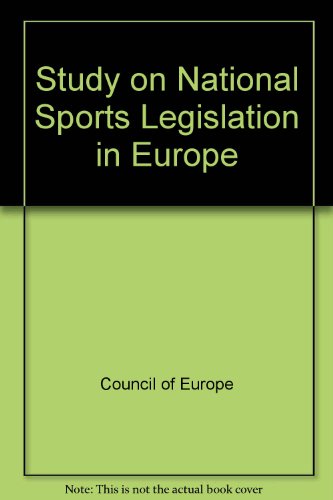 Study on National
Sports Legislation
in Europe
Council of Europe
Note: This is not the actual book cover